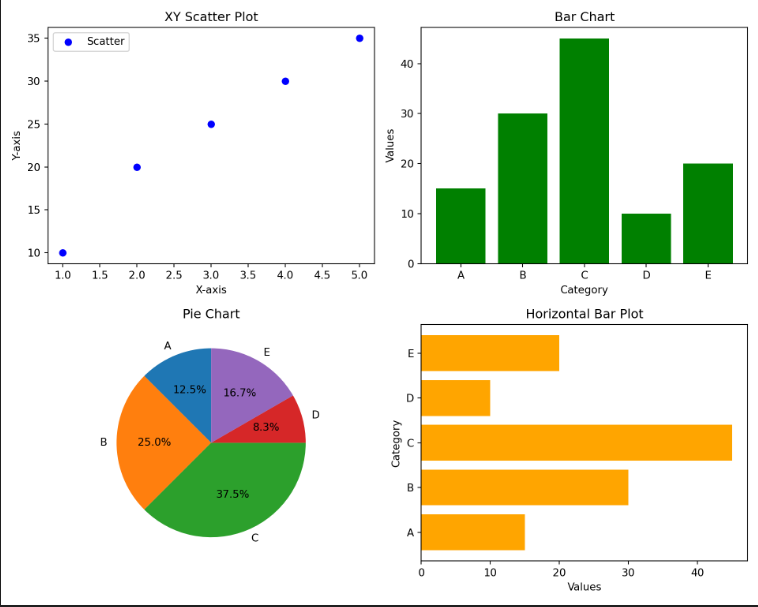 XY Scatter Plot
Scatter
35
30
25
20
15
10
Y-axis
1.0 1.5 2.0 2.5 3.0 3.5 4.0 4.5 5.0
X-axis
Bar Chart
40
30
20
10
0
Values
A B C D E
Category
Pie Chart
A
E
12.5%
16.7%
D
8.3%
B
25.0%
37.5%
C
Horizontal Bar Plot
E
D
C
B
A
Category
0 10 20 30 40
Values